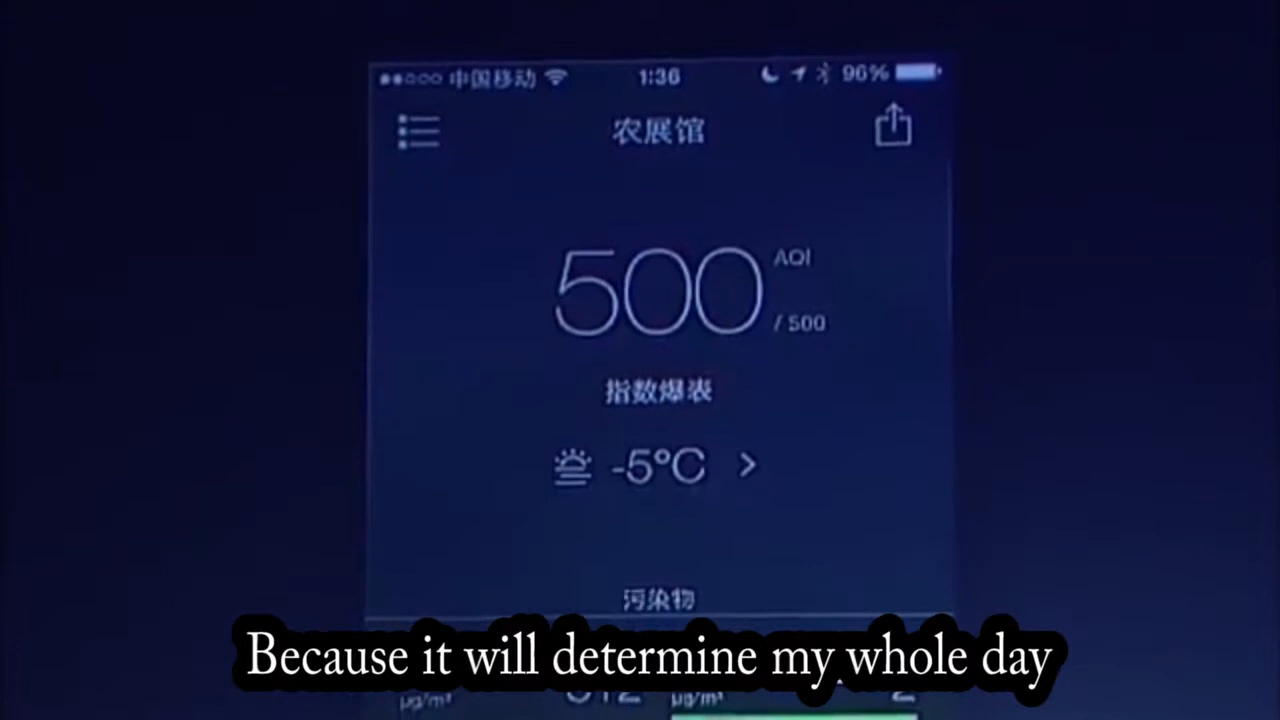 中国移动 1:36 96%
农展馆
500 AQI
/ 500
指数爆表
-5°C
污染物
Because it will determine my whole day
µg/m³ µg/m³